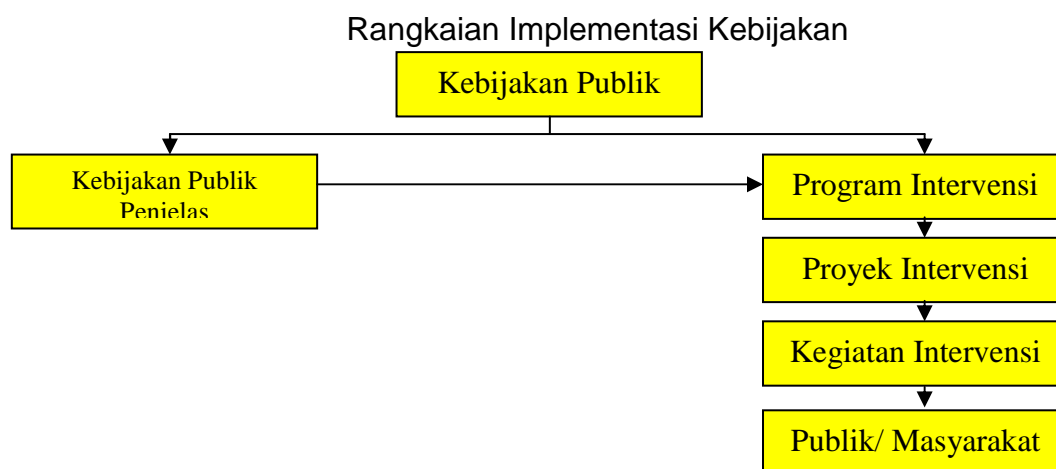 Rangkaian Implementasi Kebijakan
Kebijakan Publik
Kebijakan Publik
Penjelas
Program Intervensi
Proyek Intervensi
Kegiatan Intervensi
Publik/ Masyarakat